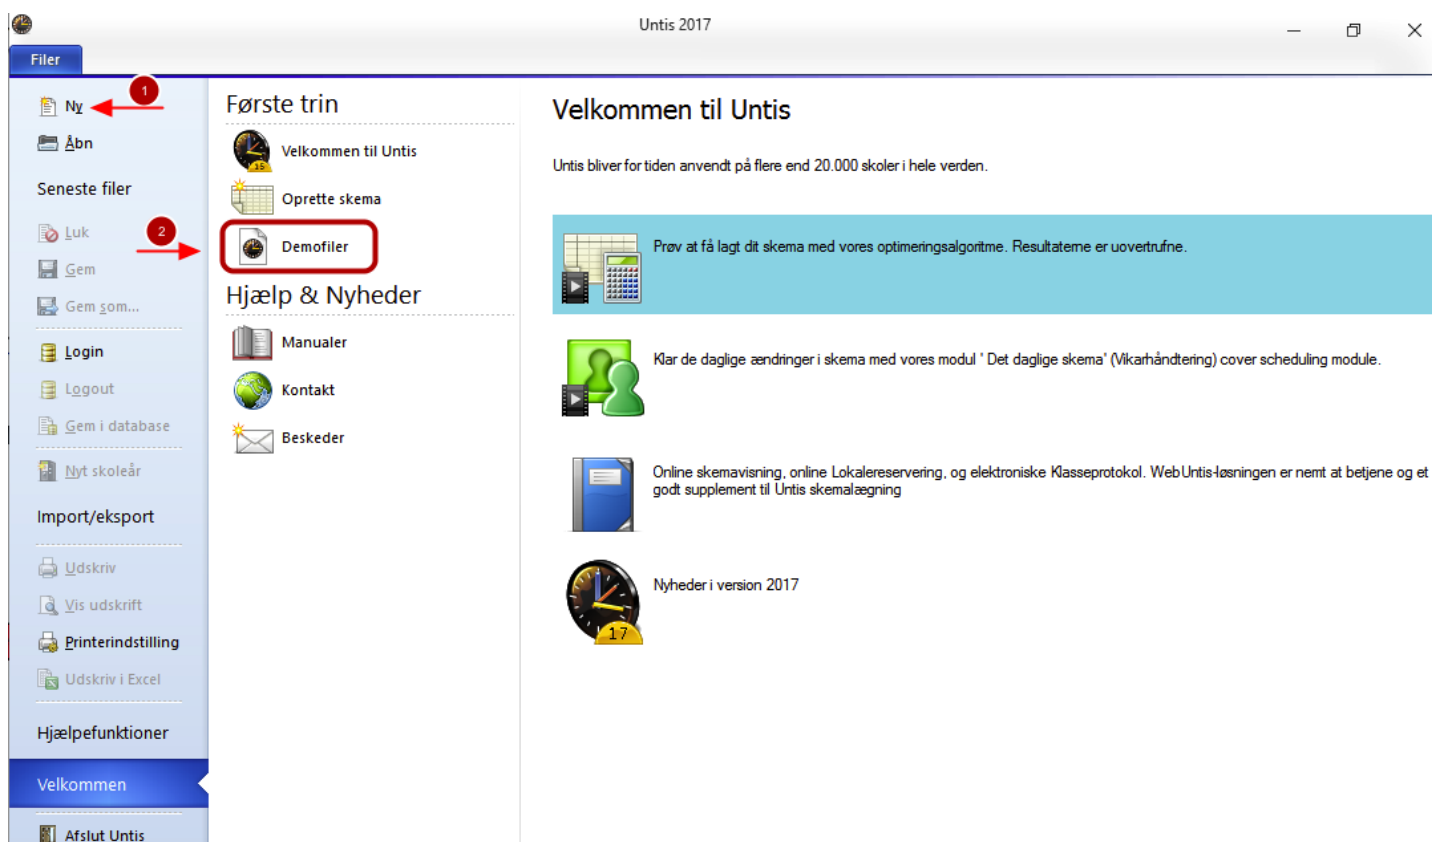 Untis 2017
Filer
Ny
1
Åbn
Seneste filer
Luk
2
Gem
Gem som...
Login
Logout
Gem i database
Nyt skoleår
Import/eksport
Udskriv
Vis udskrift
Printerindstilling
Udskriv i Excel
Hjælpefunktioner
Velkommen
Afslut Untis
Første trin
Velkommen til Untis
15
Oprette skema
Demofiler
Hjælp & Nyheder
Manualer
Kontakt
Beskeder
Velkommen til Untis
Untis bliver for tiden anvendt på flere end 20.000 skoler i hele verden.
Prøv at få lagt dit skema med vores optimeringsalgoritme. Resultaterne er uovertrufne.
Klar de daglige ændringer i skema med vores modul ' Det daglige skema' (Vikarhåndtering) cover scheduling module.
Online skemavisning, online Lokalereservering, og elektroniske Klasseprotokol. WebUntis-løsningen er nemt at betjene og et
godt supplement til Untis skemalægning
Nyheder i version 2017
17